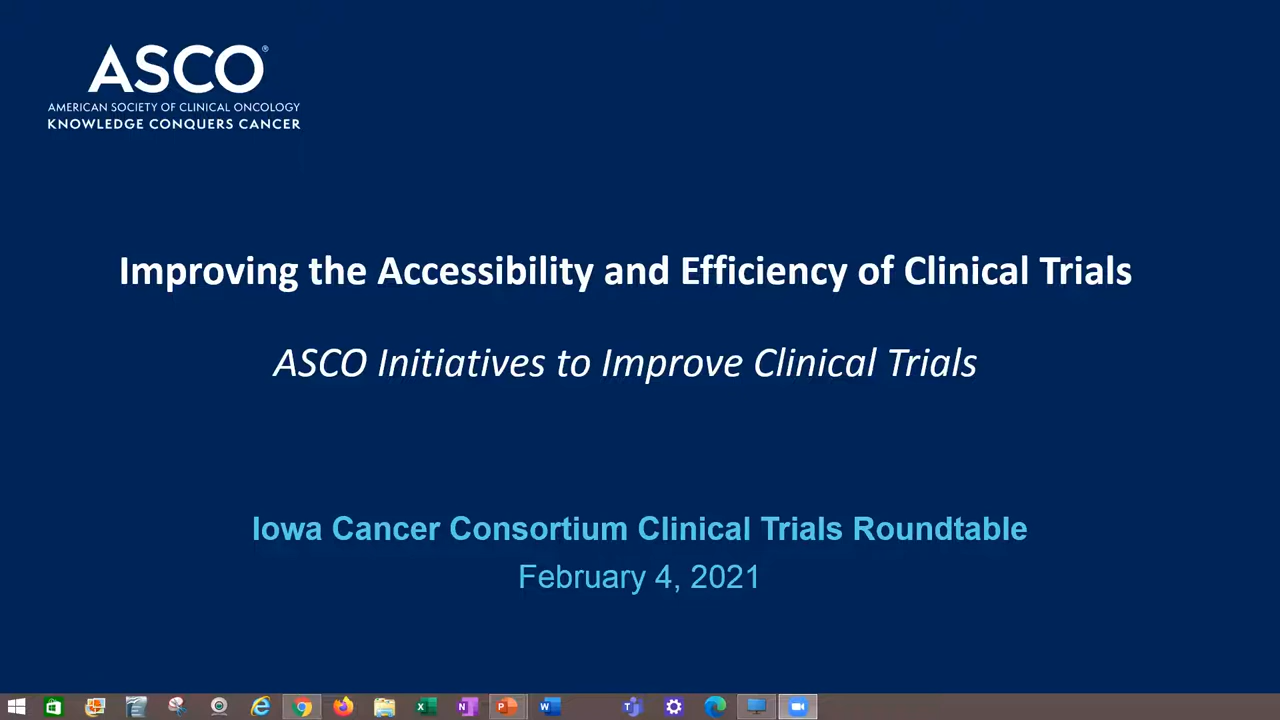 ASCO®
AMERICAN SOCIETY OF CLINICAL ONCOLOGY
KNOWLEDGE CONQUERS CANCER
Improving the Accessibility and Efficiency of Clinical Trials
ASCO Initiatives to Improve Clinical Trials
Iowa Cancer Consortium Clinical Trials Roundtable
February 4, 2021